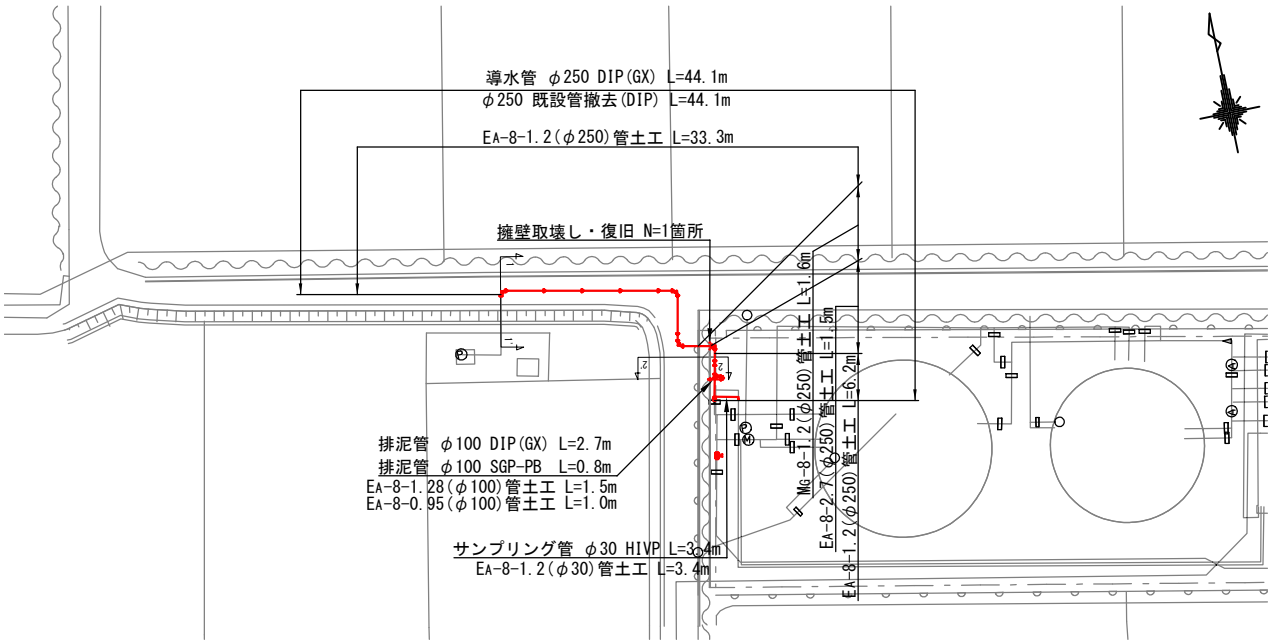 導水管 φ250 DIP(GX) L=44.1m
φ250 既設管撤去(DIP) L=44.1m
EA-8-1.2(φ250)管土工 L=33.3m
擁壁取壊し・復旧 N=1箇所
MG-8-1.2(φ250)管土工 L=1.6m
EA-8-2.7(φ250)管土工 L=1.5m
EA-8-1.2(φ250)管土工 L=6.2m
排泥管 φ100 DIP(GX) L=2.7m
排泥管 φ100 SGP-PB L=0.8m
EA-8-1.28(φ100)管土工 L=1.5m
EA-8-0.95(φ100)管土工 L=1.0m
サンプリング管 φ30 HIVP L=3.4m
EA-8-1.2(φ30)管土工 L=3.4m
P
P
M
A
A